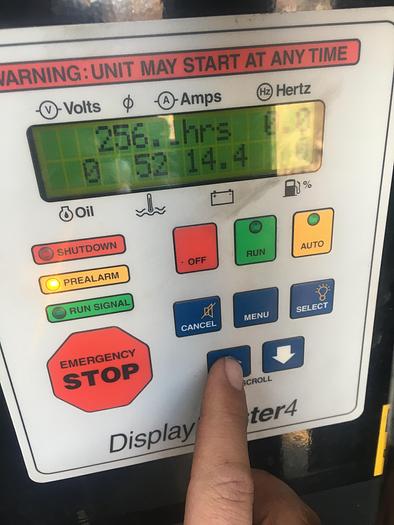 WARNING: UNIT MAY START AT ANY TIME
V Volts ϕ A Amps Hz Hertz
256. .hrs
0 52 14.4
Oil %
SHUTDOWN
PREALARM
RUN SIGNAL
OFF RUN AUTO
CANCEL MENU SELECT
EMERGENCY
STOP
SCROLL
Display